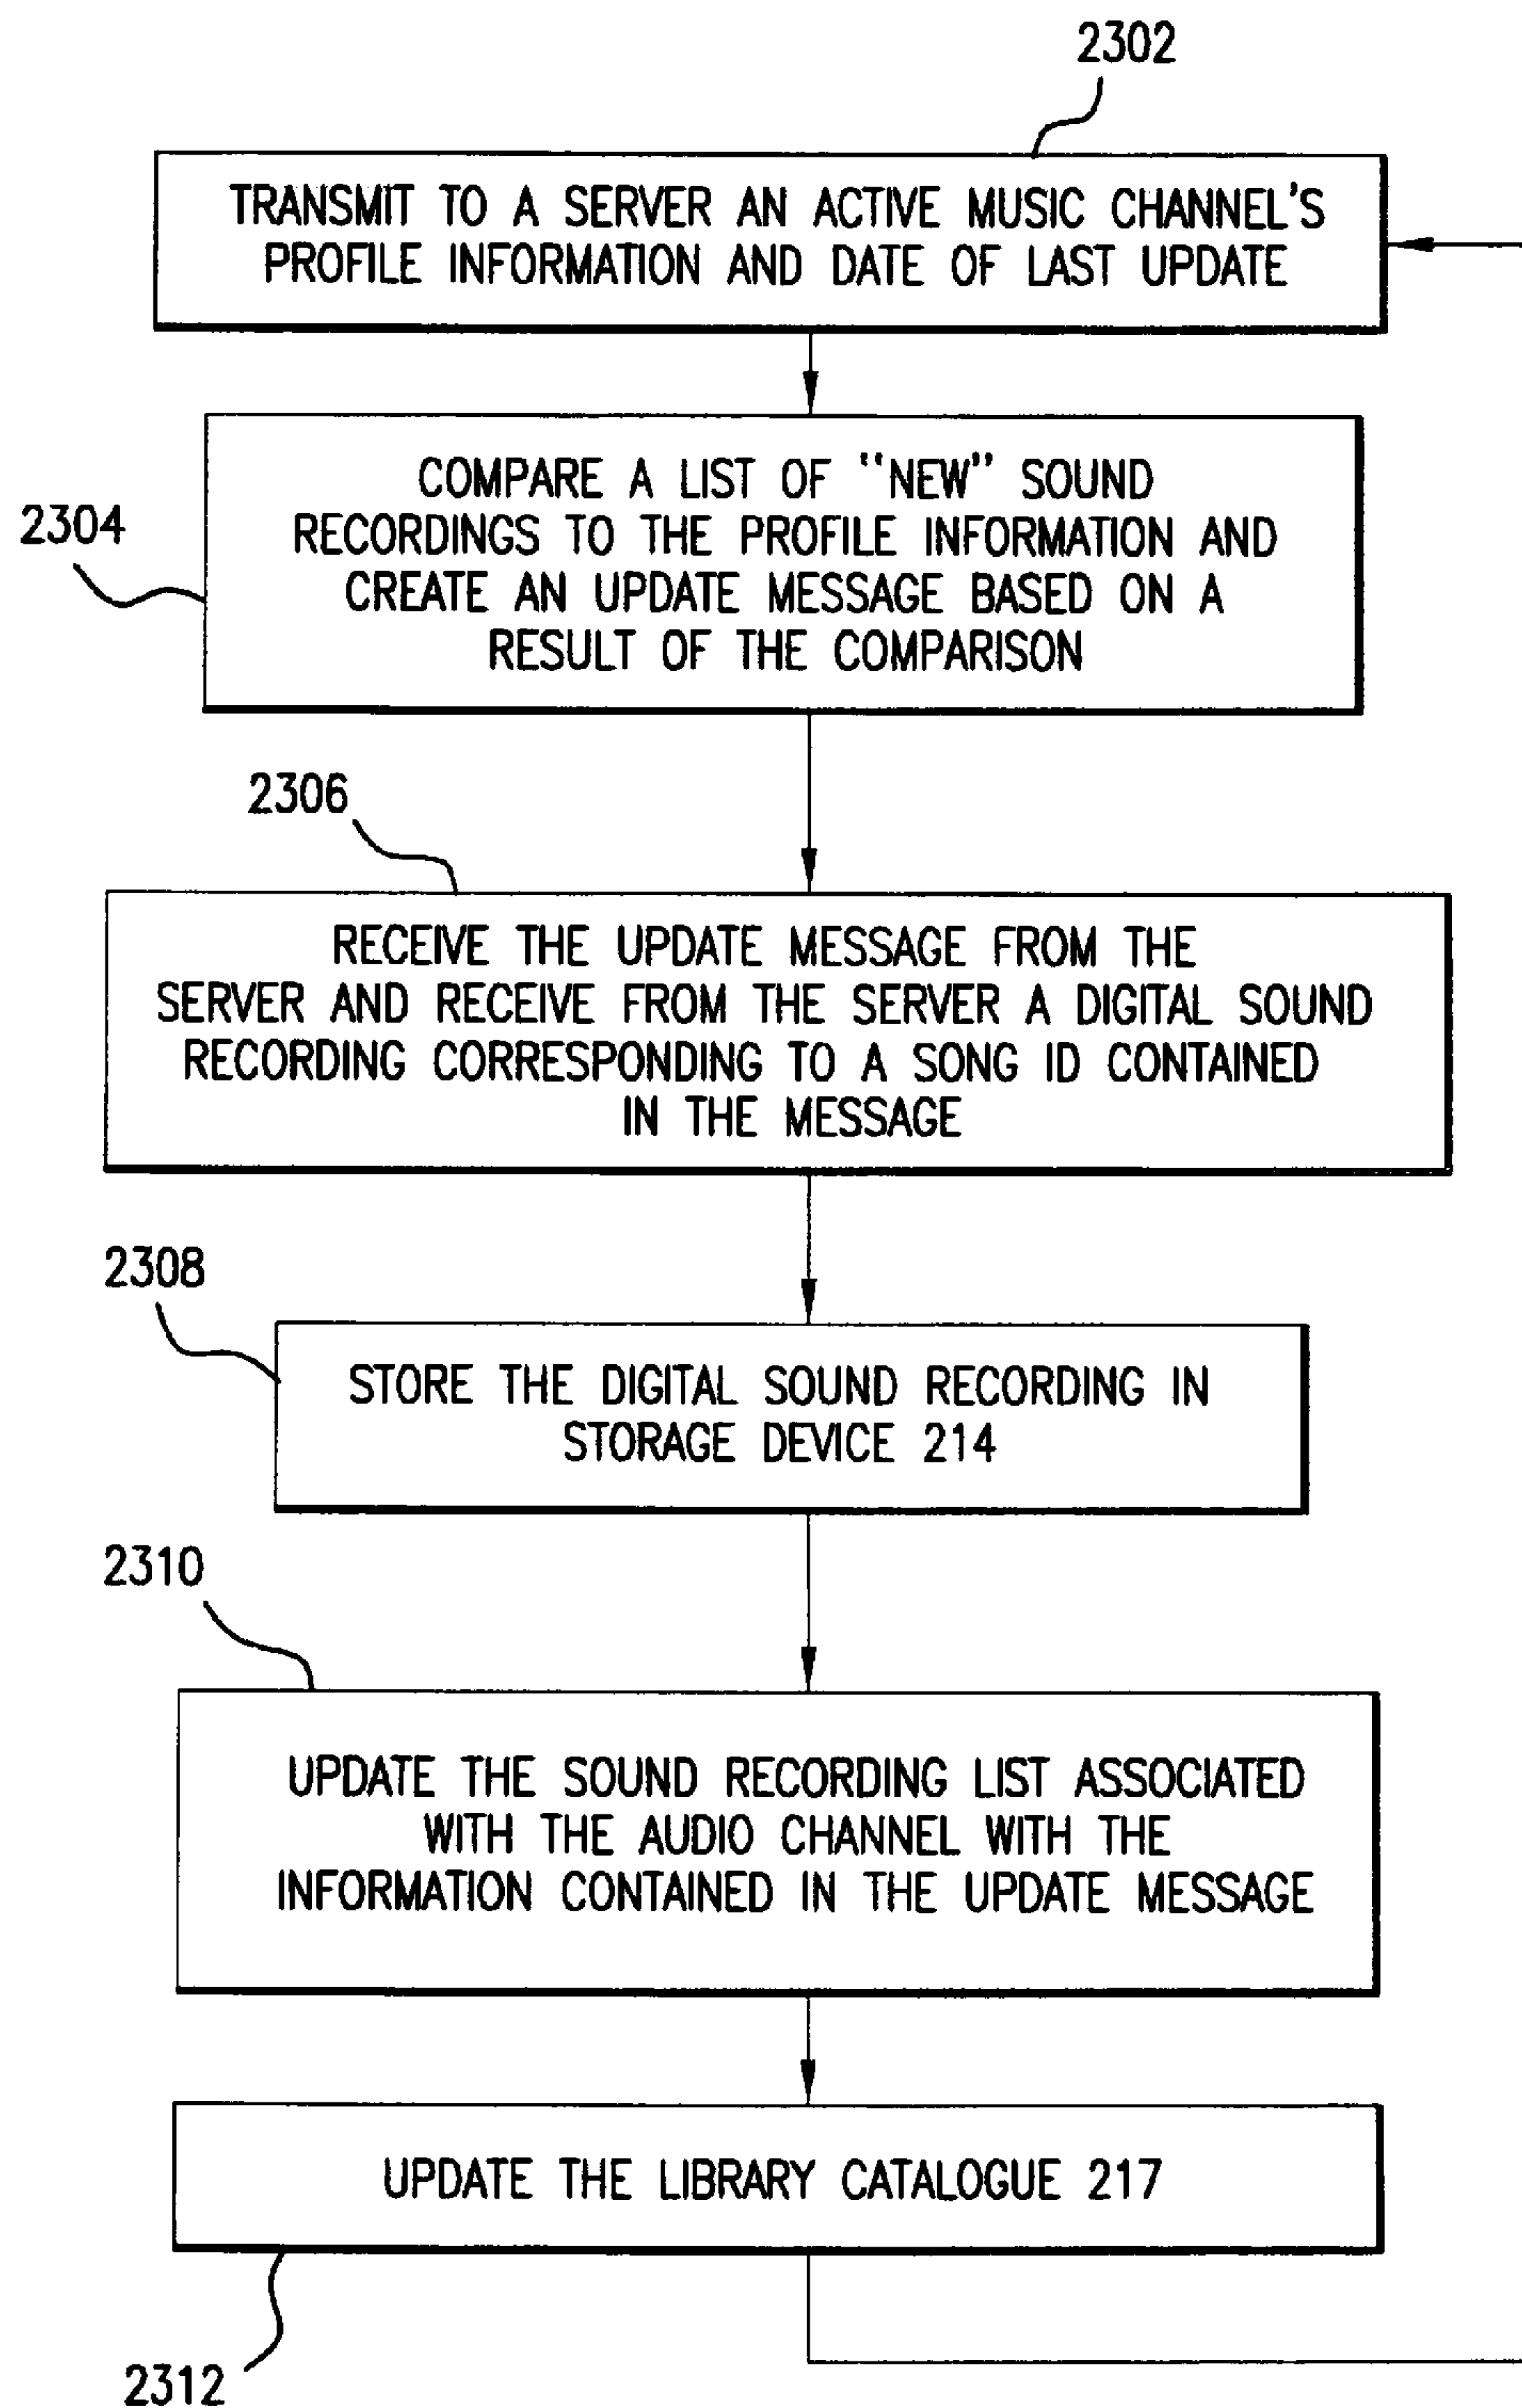 2302
TRANSMIT TO A SERVER AN ACTIVE MUSIC CHANNEL'S
PROFILE INFORMATION AND DATE OF LAST UPDATE
2304
COMPARE A LIST OF "NEW" SOUND
RECORDINGS TO THE PROFILE INFORMATION AND
CREATE AN UPDATE MESSAGE BASED ON A
RESULT OF THE COMPARISON
2306
RECEIVE THE UPDATE MESSAGE FROM THE
SERVER AND RECEIVE FROM THE SERVER A DIGITAL SOUND
RECORDING CORRESPONDING TO A SONG ID CONTAINED
IN THE MESSAGE
2308
STORE THE DIGITAL SOUND RECORDING IN
STORAGE DEVICE 214
2310
UPDATE THE SOUND RECORDING LIST ASSOCIATED
WITH THE AUDIO CHANNEL WITH THE
INFORMATION CONTAINED IN THE UPDATE MESSAGE
UPDATE THE LIBRARY CATALOGUE 217
2312